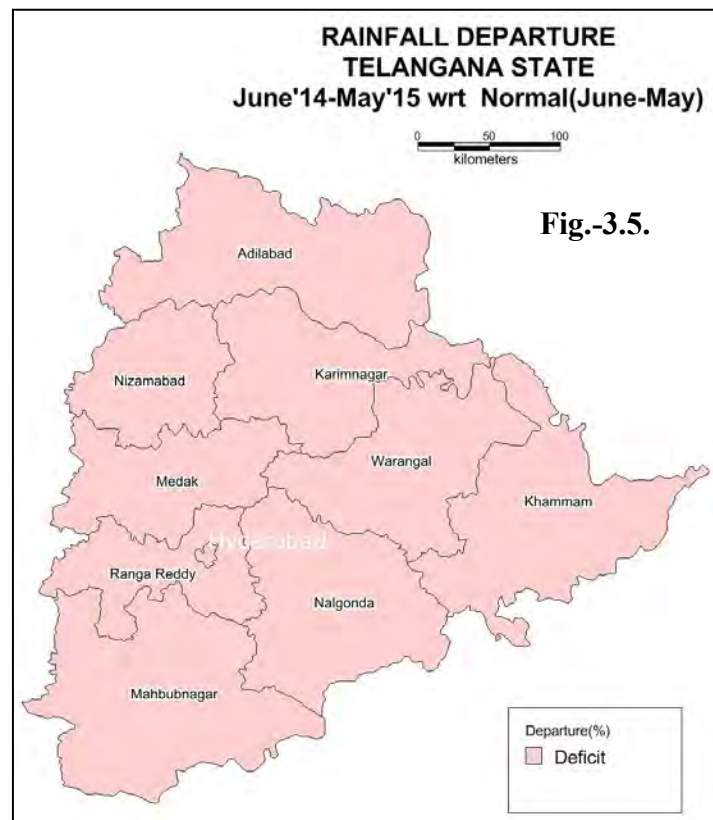 RAINFALL DEPARTURE
TELANGANA STATE
June'14-May'15 wrt Normal(June-May)
0 50 100
kilometers
Fig.-3.5.
Adilabad
Nizamabad
Karimnagar
Warangal
Medak
Khammam
Hyderabad
Ranga Reddy
Nalgonda
Mahbubnagar
Departure(%)
Deficit